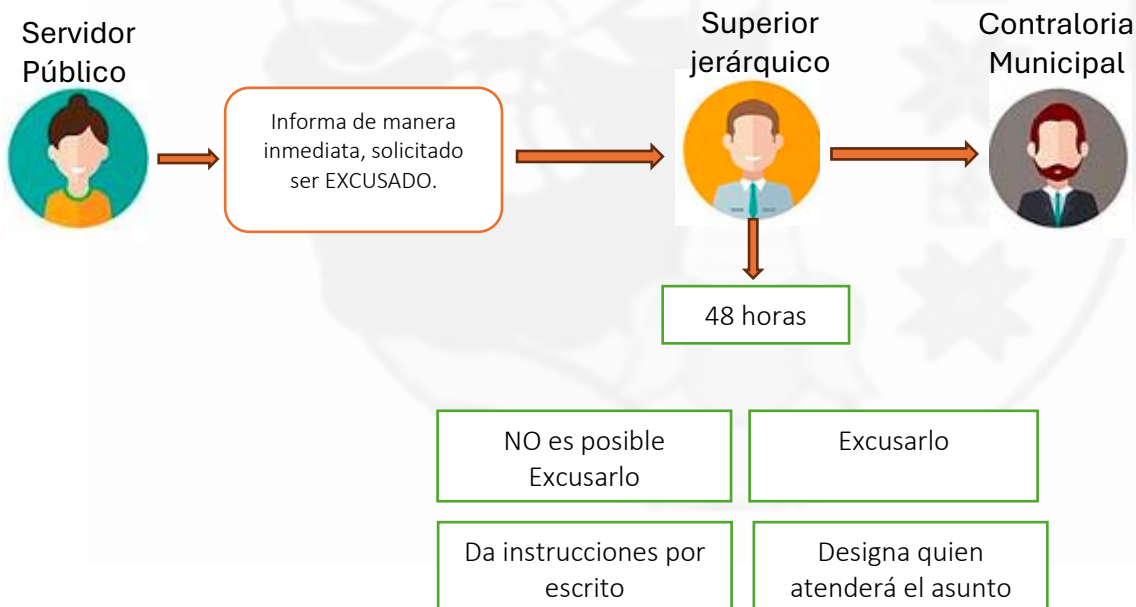 Servidor
Público
Informa de manera
inmediata, solicitado
ser EXCUSADO.
Superior
jerárquico
Contraloria
Municipal
48 horas
NO es posible
Excusarlo
Excusarlo
Da instrucciones por
escrito
Designa quien
atenderá el asunto